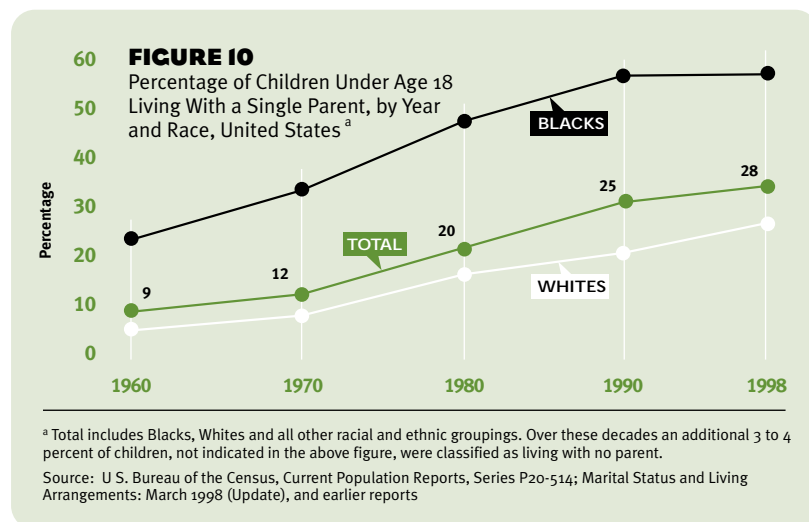 FIGURE 10
Percentage of Children Under Age 18
Living With a Single Parent, by Year
and Race, United States a
60
50
40
30
20
10
0
Percentage
BLACKS
TOTAL
WHITES
9
12
20
25
28
1960
1970
1980
1990
1998
a Total includes Blacks, Whites and all other racial and ethnic groupings. Over these decades an additional 3 to 4
percent of children, not indicated in the above figure, were classified as living with no parent.
Source: U S. Bureau of the Census, Current Population Reports, Series P20-514; Marital Status and Living
Arrangements: March 1998 (Update), and earlier reports